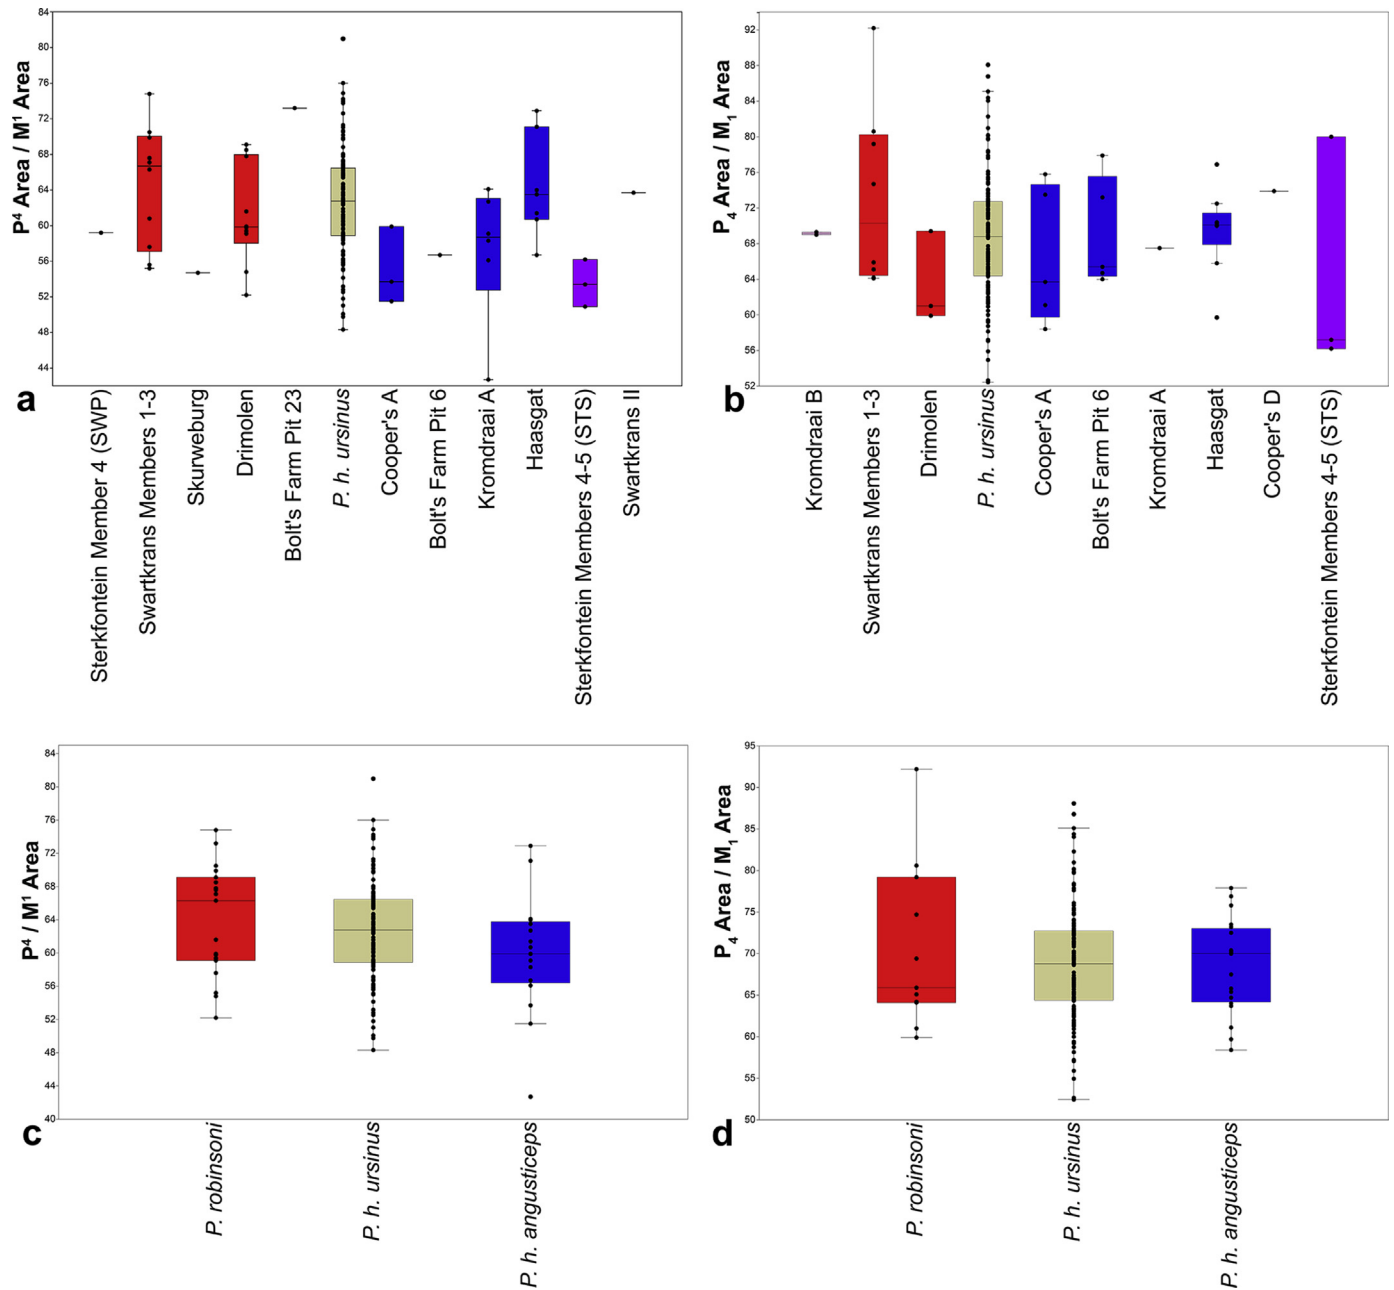 P⁴ Area / M¹ Area
84
80
76
72
68
64
60
56
52
48
44
a
Sterkfontein Member 4 (SWP)
Swartkrans Members 1-3
Skurweburg
Drimolen
Bolt's Farm Pit 23
P. h. ursinus
Cooper's A
Bolt's Farm Pit 6
Kromdraai A
Haasgat
Sterkfontein Members 4-5 (STS)
Swartkrans II
P₄ Area / M₁ Area
92
88
84
80
76
72
68
64
60
56
52
b
Kromdraai B
Swartkrans Members 1-3
Drimolen
P. h. ursinus
Cooper's A
Bolt's Farm Pit 6
Kromdraai A
Haasgat
Cooper's D
Sterkfontein Members 4-5 (STS)
P⁴ / M¹ Area
84
80
76
72
68
64
60
56
52
48
44
40
c
P. robinsoni
P. h. ursinus
P. h. angusticeps
P₄ Area / M₁ Area
95
90
85
80
75
70
65
60
55
50
d
P. robinsoni
P. h. ursinus
P. h. angusticeps